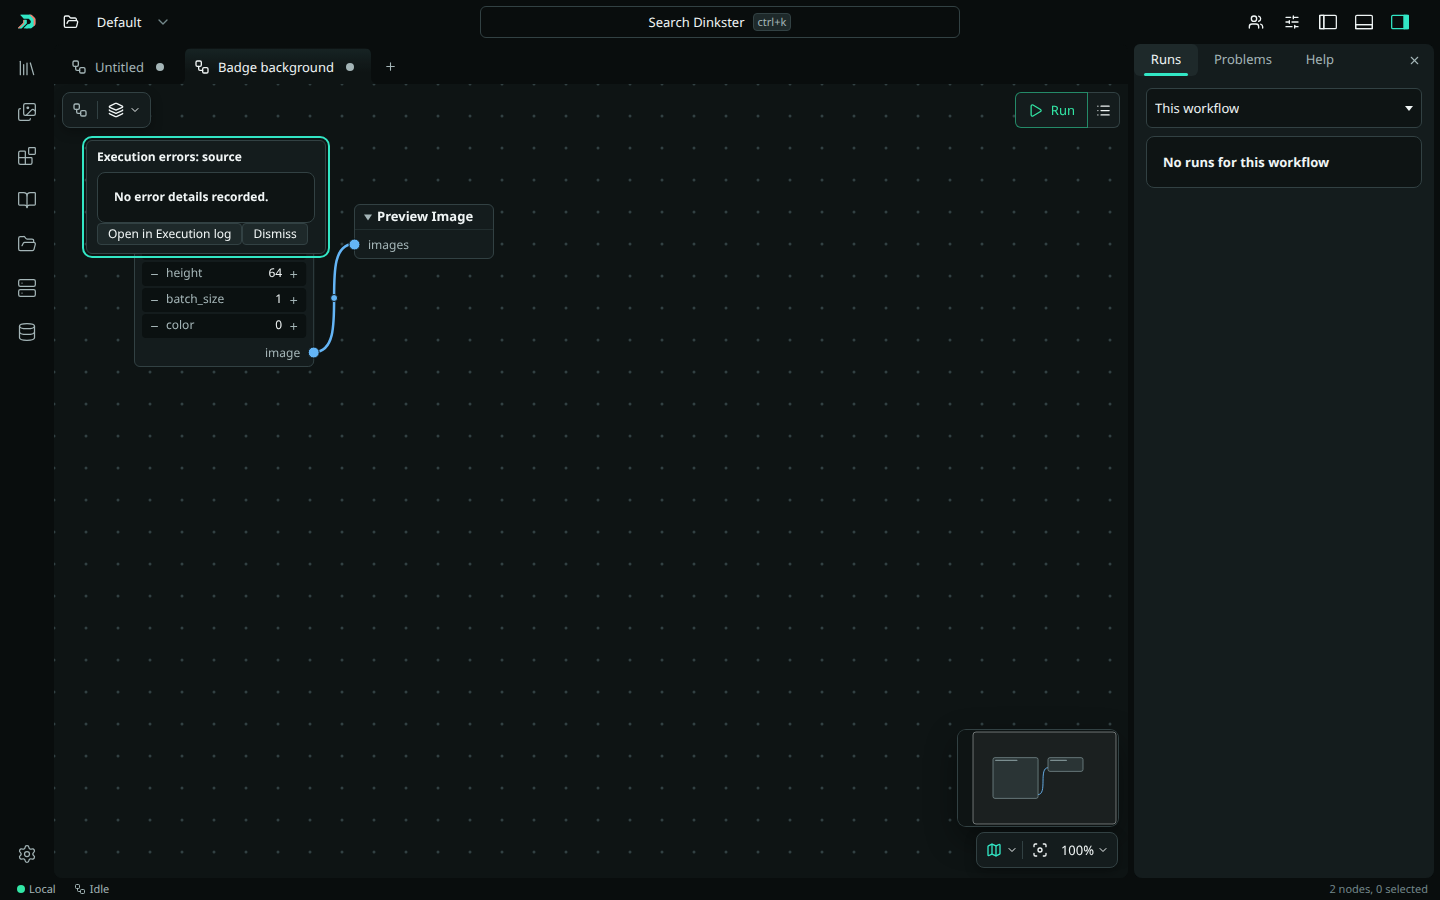 Default
Search Dinkster ctrl+k
Untitled
Badge background
Run
Execution errors: source
No error details recorded.
Open in Execution log
Dismiss
height 64
batch_size 1
color 0
image
Preview Image
images
Runs
Problems
Help
This workflow
No runs for this workflow
100%
Local
Idle
2 nodes, 0 selected